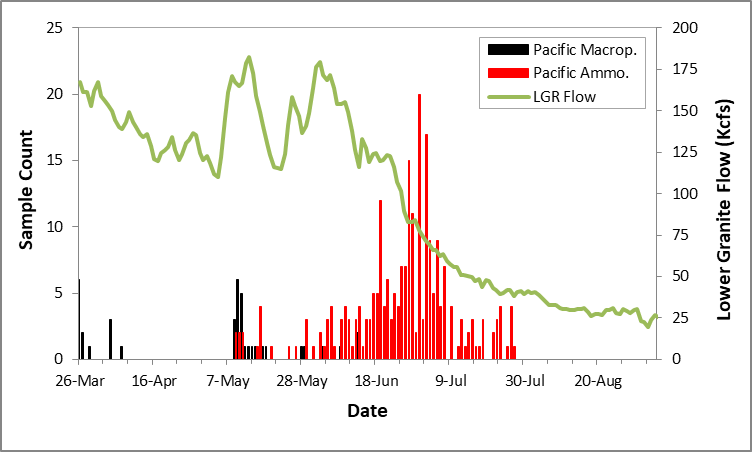 Pacific Macrop.
Pacific Ammo.
LGR Flow
Sample Count
25
20
15
10
5
0
200
175
150
125
100
75
50
25
0
Lower Granite Flow (Kcfs)
26-Mar 16-Apr 7-May 28-May 18-Jun 9-Jul 30-Jul 20-Aug
Date